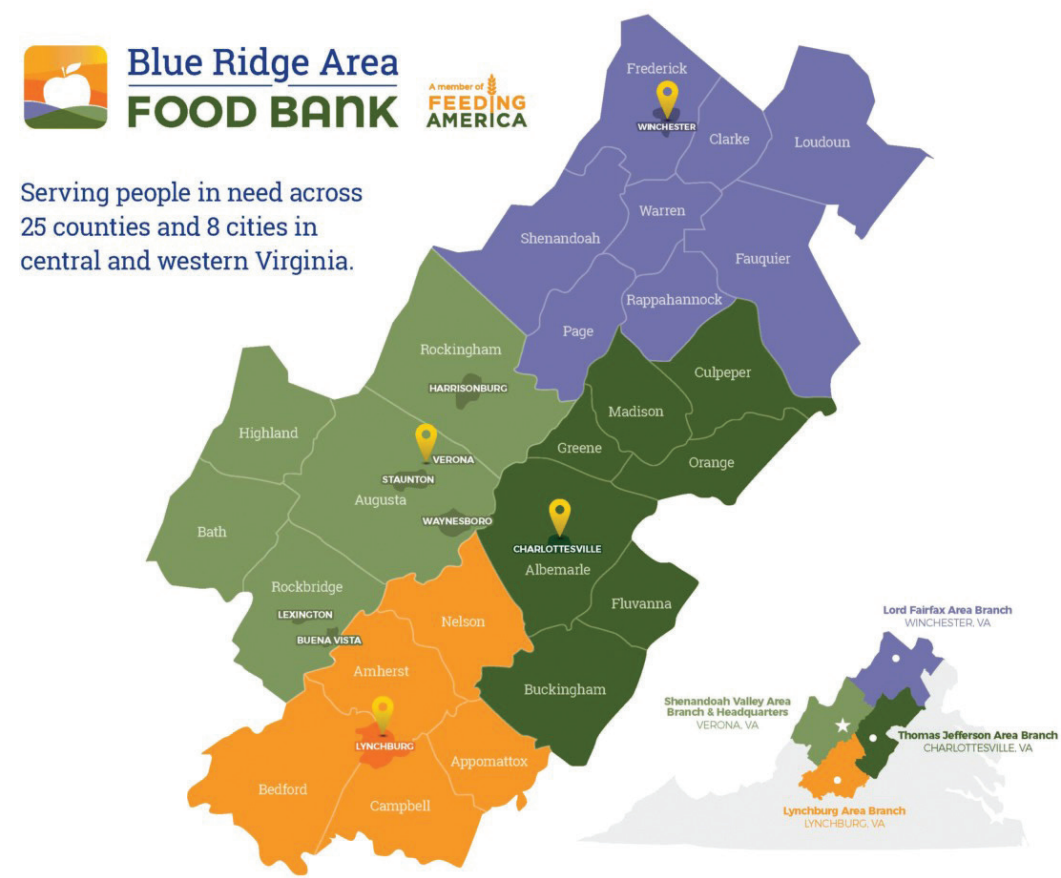 Blue Ridge Area
FOOD BANK
A member of
FEEDING
AMERICA
Serving people in need across
25 counties and 8 cities in
central and western Virginia.
Frederick
WINCHESTER
Clarke
Loudoun
Warren
Shenandoah
Fauquier
Rappahannock
Page
Rockingham
Culpeper
HARRISONBURG
Madison
Highland
Greene
VERONA
Orange
STAUNTON
Augusta
WAYNESBORO
Bath
CHARLOTTESVILLE
Albemarle
Rockbridge
Fluvanna
LEXINGTON
Nelson
BUENA VISTA
Amherst
Buckingham
LYNCHBURG
Appomattox
Bedford
Campbell
Lord Fairfax Area Branch
WINCHESTER, VA
Shenandoah Valley Area
Branch & Headquarters
VERONA, VA
Thomas Jefferson Area Branch
CHARLOTTESVILLE, VA
Lynchburg Area Branch
LYNCHBURG, VA